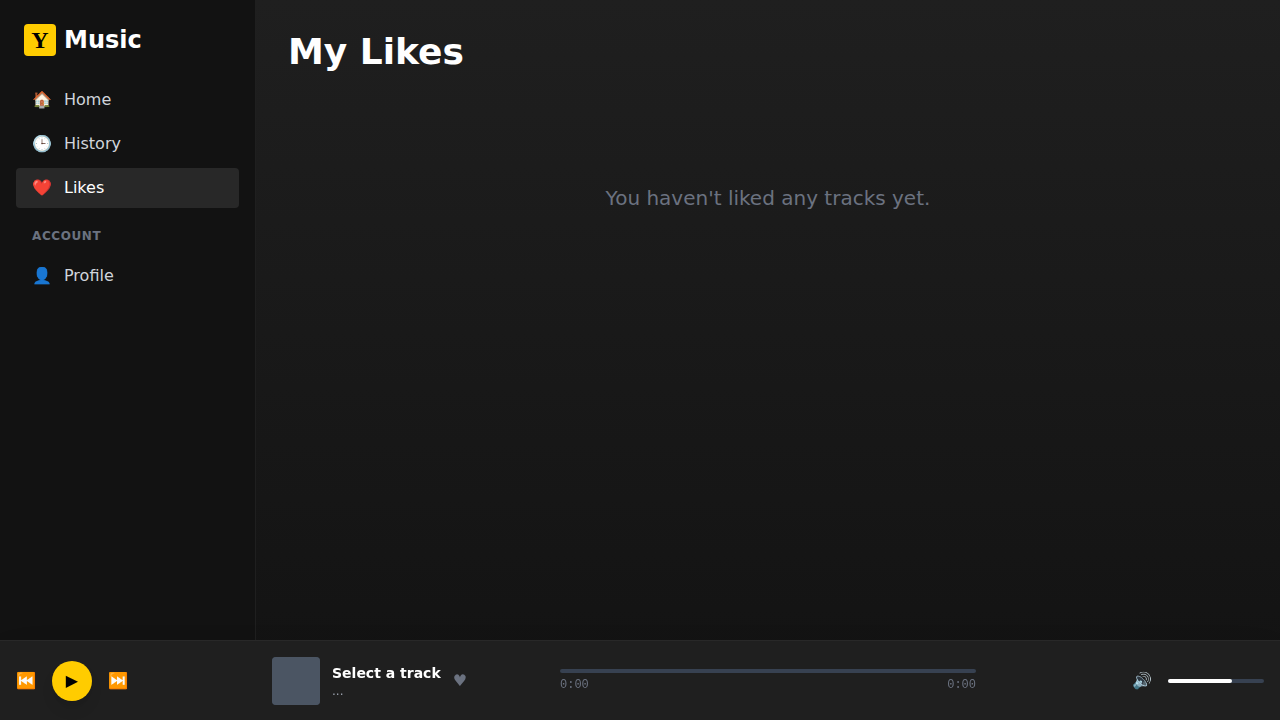 Y Music
Home
History
Likes
ACCOUNT
Profile
My Likes
You haven't liked any tracks yet.
Select a track
...
0:00
0:00